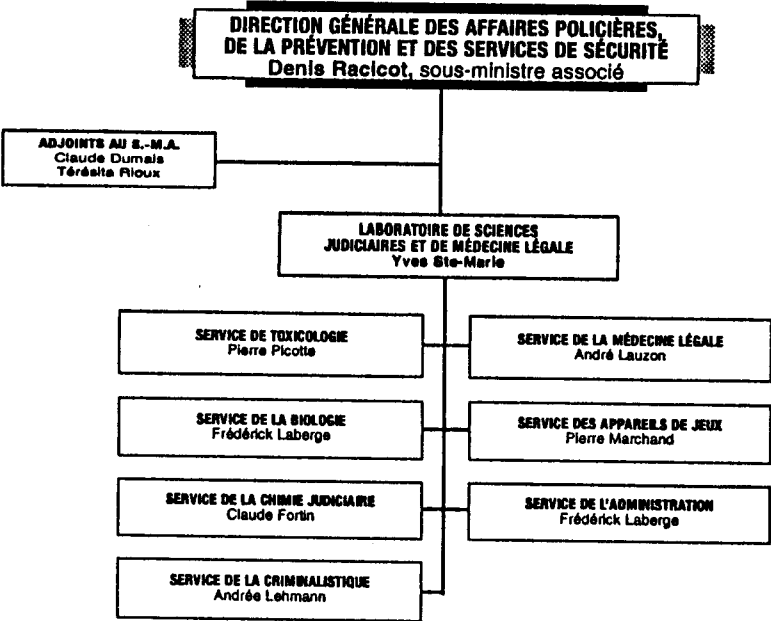 DIRECTION GÉNÉRALE DES AFFAIRES POLICIÈRES,
DE LA PRÉVENTION ET DES SERVICES DE SÉCURITÉ
Denis Racicot, sous-ministre associé
ADJOINTS AU S.-M.A.
Claude Dumais
Térésita Rioux
LABORATOIRE DE SCIENCES
JUDICIAIRES ET DE MÉDECINE LÉGALE
Yves Ste-Marie
SERVICE DE TOXICOLOGIE
Pierre Picotte
SERVICE DE LA MÉDECINE LÉGALE
André Lauzon
SERVICE DE LA BIOLOGIE
Frédérick Laberge
SERVICE DES APPAREILS DE JEUX
Pierre Marchand
SERVICE DE LA CHIMIE JUDICIAIRE
Claude Fortin
SERVICE DE L'ADMINISTRATION
Frédérick Laberge
SERVICE DE LA CRIMINALISTIQUE
Andrée Lehmann